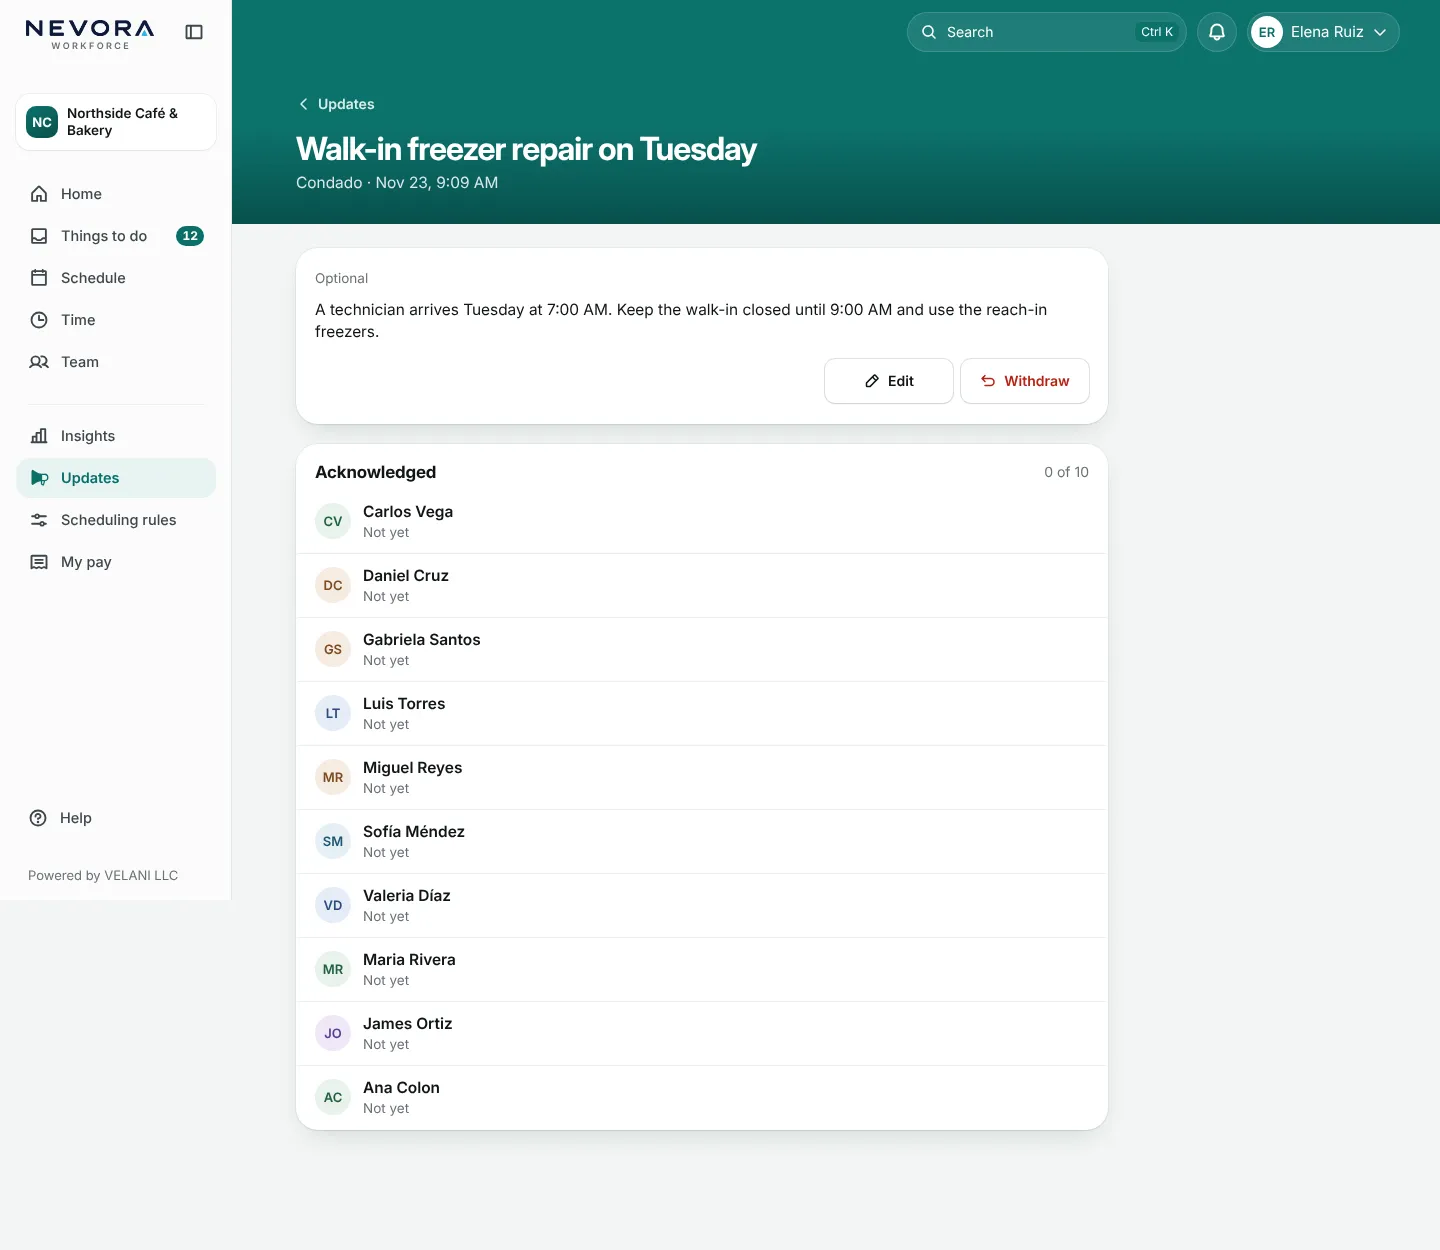 NEVORA
WORKFORCE
Search
Ctrl K
ER
Elena Ruiz
NC
Northside Café &
Bakery
Home
Things to do
12
Schedule
Time
Team
Insights
Updates
Scheduling rules
My pay
Help
Powered by VELANI LLC
Updates
Walk-in freezer repair on Tuesday
Condado · Nov 23, 9:09 AM
Optional
A technician arrives Tuesday at 7:00 AM. Keep the walk-in closed until 9:00 AM and use the reach-in
freezers.
Edit
Withdraw
Acknowledged
0 of 10
CV
Carlos Vega
Not yet
DC
Daniel Cruz
Not yet
GS
Gabriela Santos
Not yet
LT
Luis Torres
Not yet
MR
Miguel Reyes
Not yet
SM
Sofía Méndez
Not yet
VD
Valeria Díaz
Not yet
MR
Maria Rivera
Not yet
JO
James Ortiz
Not yet
AC
Ana Colon
Not yet